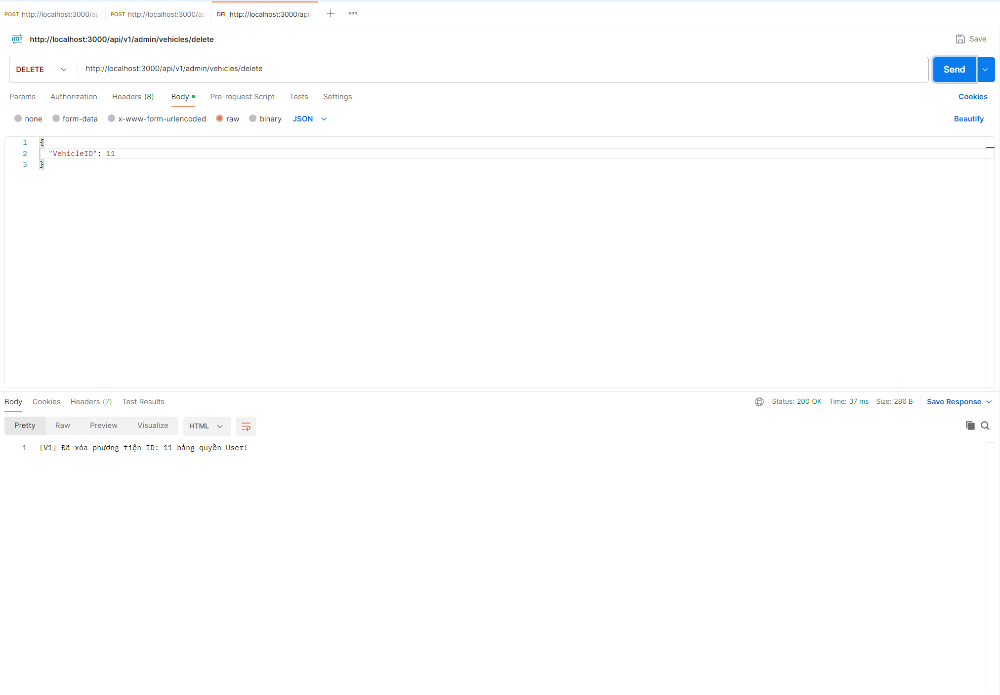 POST http://localhost:3000/ap POST http://localhost:3000/ap DEL http://localhost:3000/api/
HTTP http://localhost:3000/api/v1/admin/vehicles/delete Save
DELETE http://localhost:3000/api/v1/admin/vehicles/delete Send
Params Authorization Headers (8) Body Pre-request Script Tests Settings Cookies
none form-data x-www-form-urlencoded raw binary JSON Beautify
1 {
2 "VehicleID": 11
3 }
Body Cookies Headers (7) Test Results Status: 200 OK Time: 37 ms Size: 286 B Save Response
Pretty Raw Preview Visualize HTML
1 [V1] Đã xóa phương tiện ID: 11 bằng quyền User!